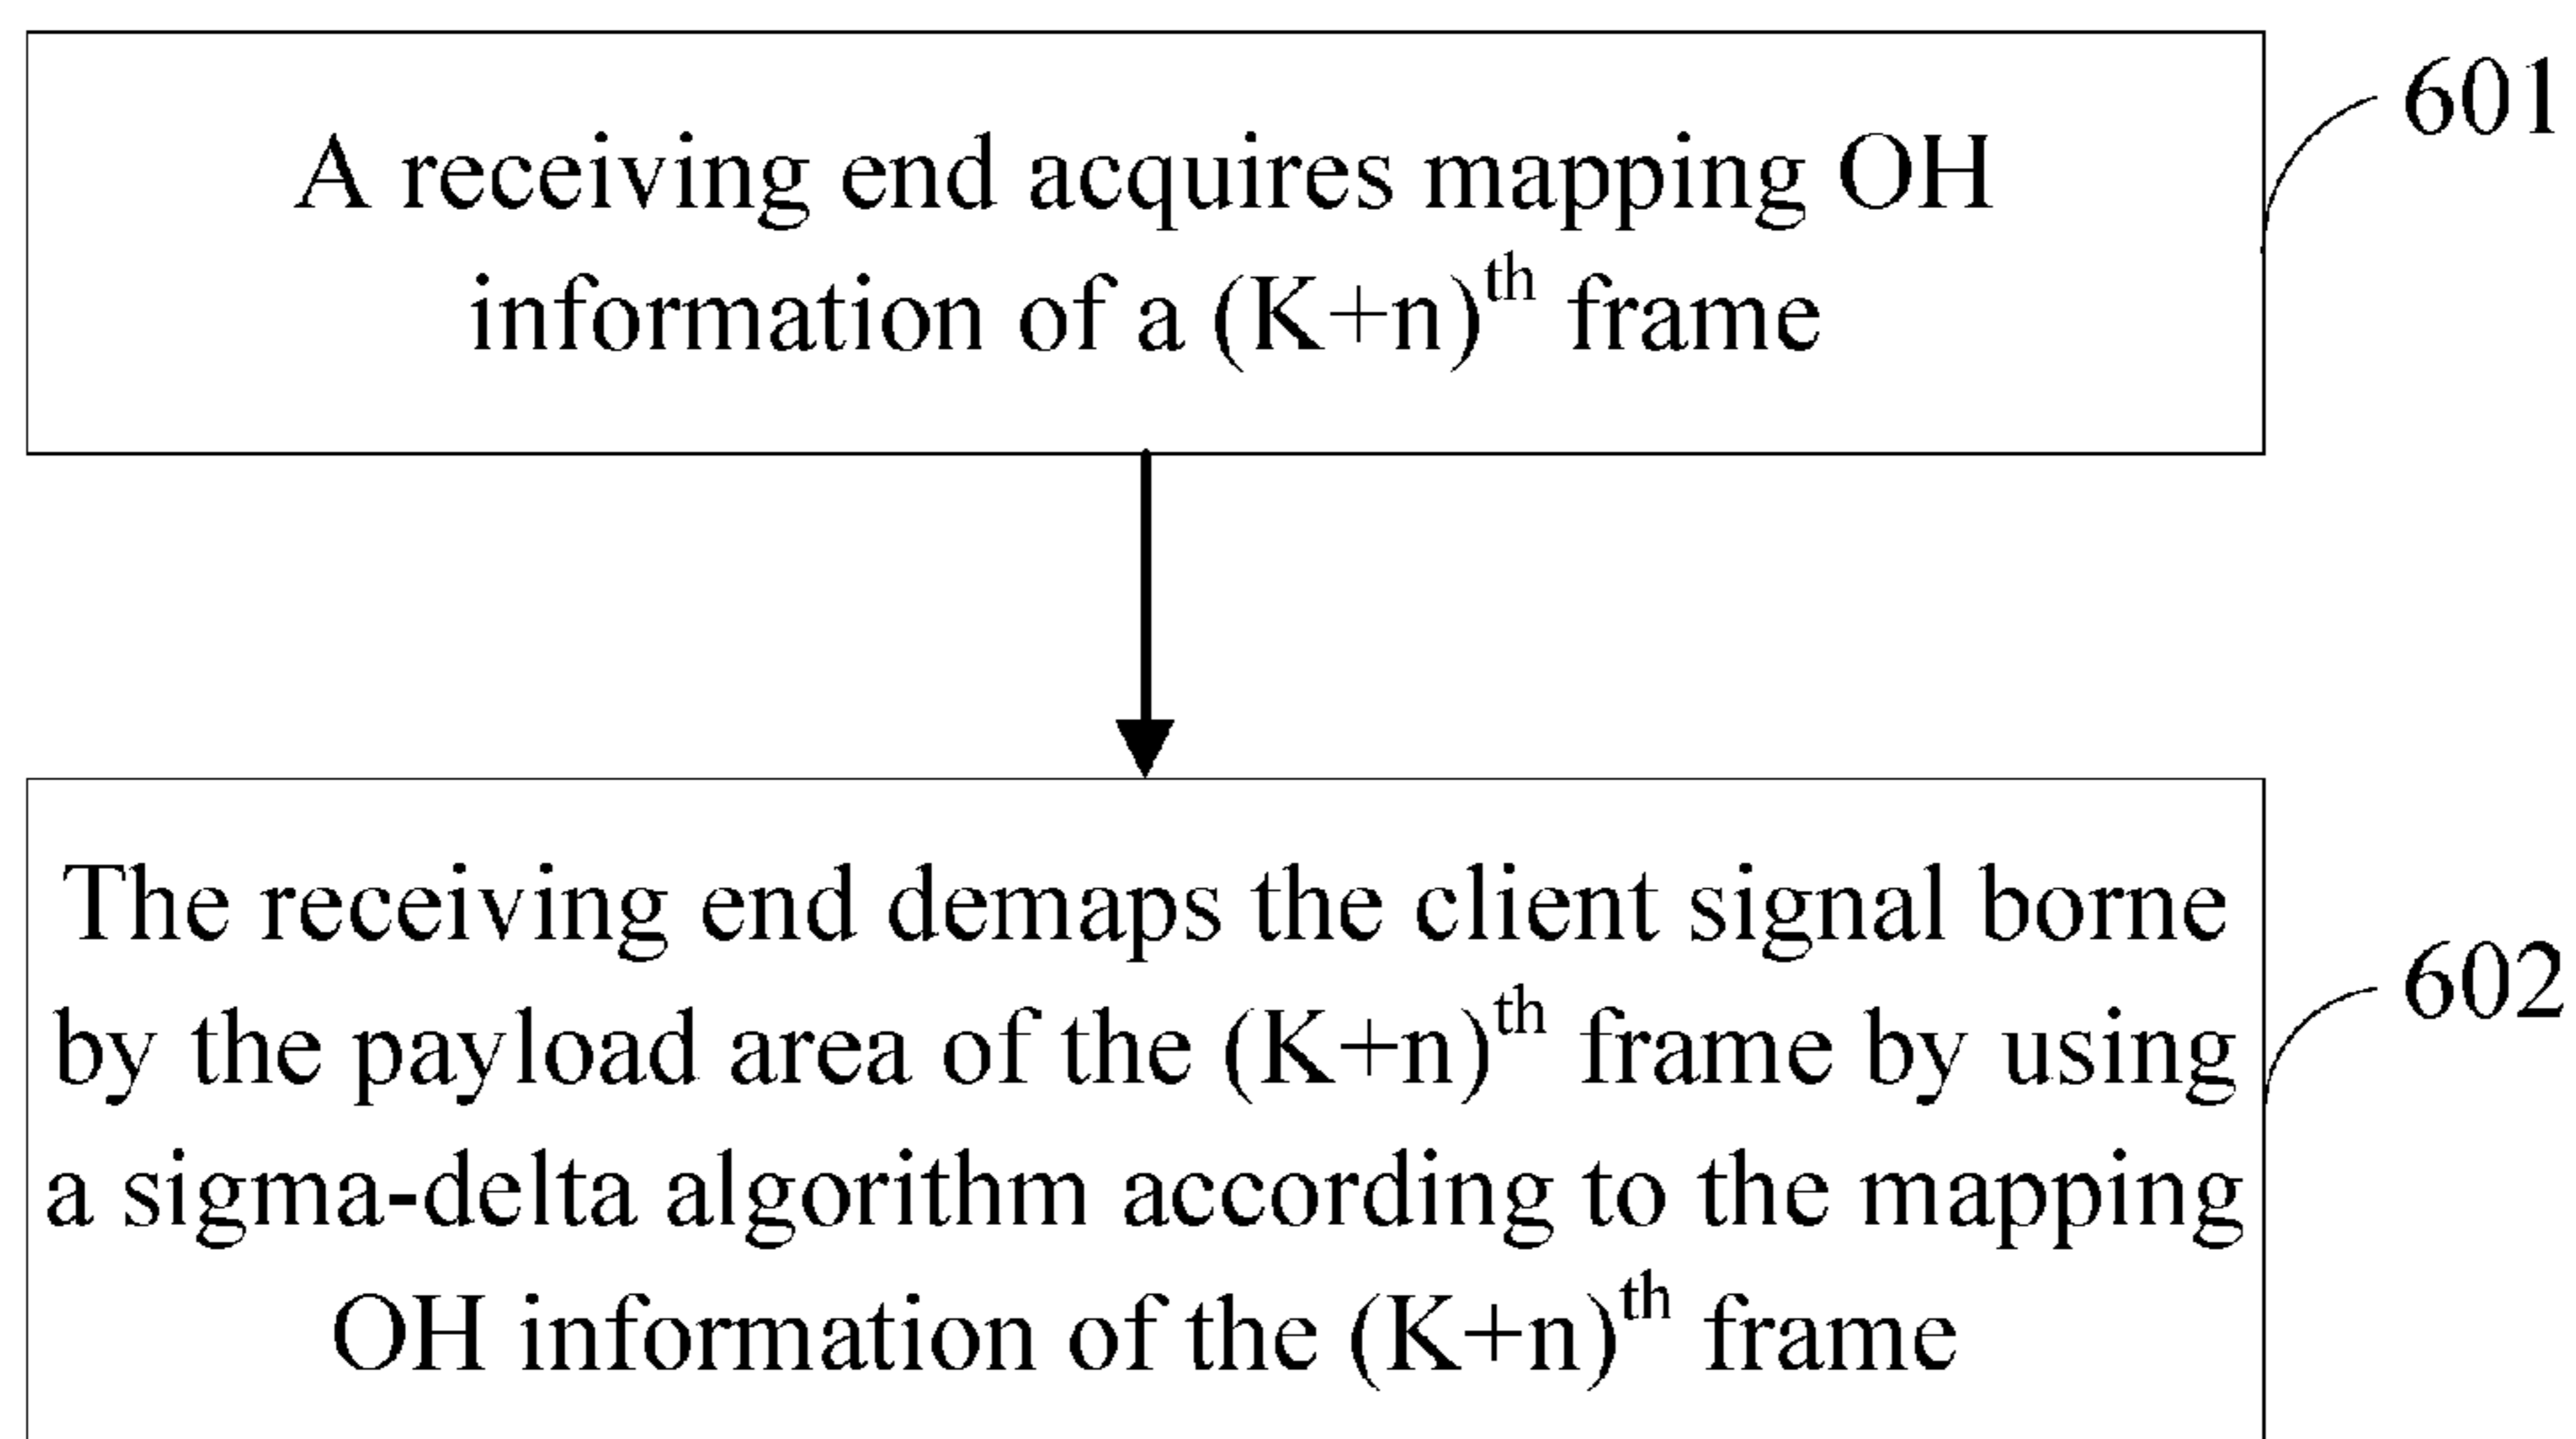 A receiving end acquires mapping OH
information of a (K+n)th frame
601
The receiving end demaps the client signal borne
by the payload area of the (K+n)th frame by using
a sigma-delta algorithm according to the mapping
OH information of the (K+n)th frame
602